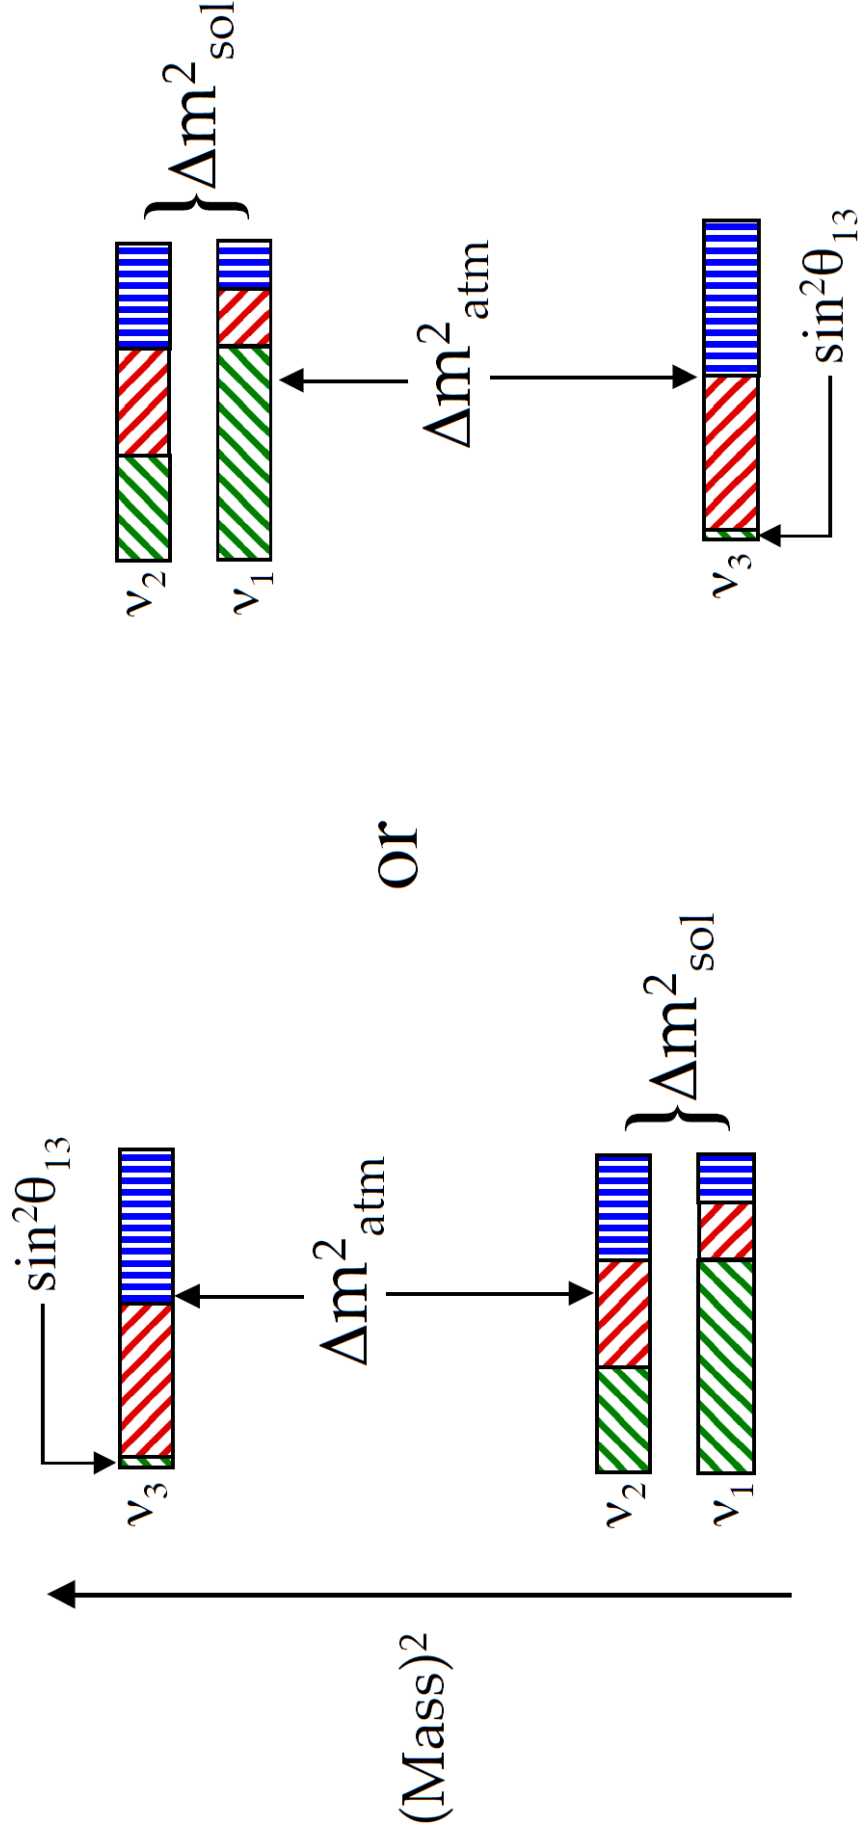 (Mass)²
sin²θ₁₃
ν₃
Δm²atm
ν₂
ν₁
} Δm²sol
or
ν₂
ν₁
} Δm²sol
Δm²atm
ν₃
sin²θ₁₃